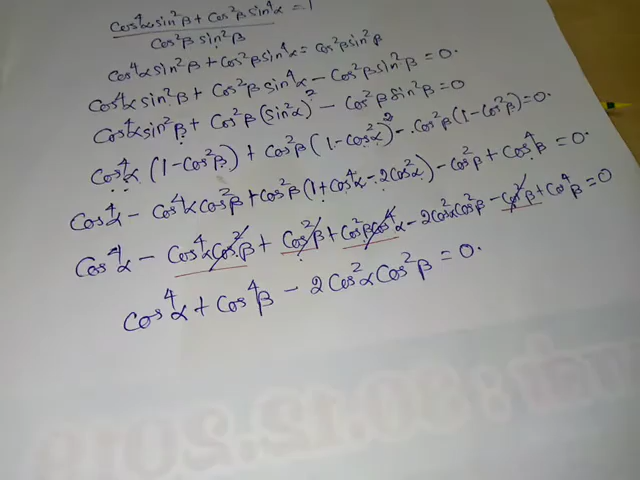 cos⁴α sin²β + cos²β sin⁴α = 1
cos²β sin²β
cos⁴α sin²β + cos²β sin⁴α = cos²β sin²β
cos⁴α sin²β + cos²β sin⁴α - cos²β sin²β = 0.
cos⁴α sin²β + cos²β (sin²α)² - cos²β sin²β = 0
cos⁴α (1-cos²β) + cos²β (1-cos²α)² - cos²β (1-cos²β) = 0.
cos⁴α - cos⁴α cos²β + cos²β (1+cos⁴α - 2cos²α) - cos²β + cos⁴β = 0.
cos⁴α - cos⁴α cos²β + cos²β + cos²β cos⁴α - 2cos²α cos²β - cos²β + cos⁴β = 0
cos⁴α + cos⁴β - 2cos²α cos²β = 0.